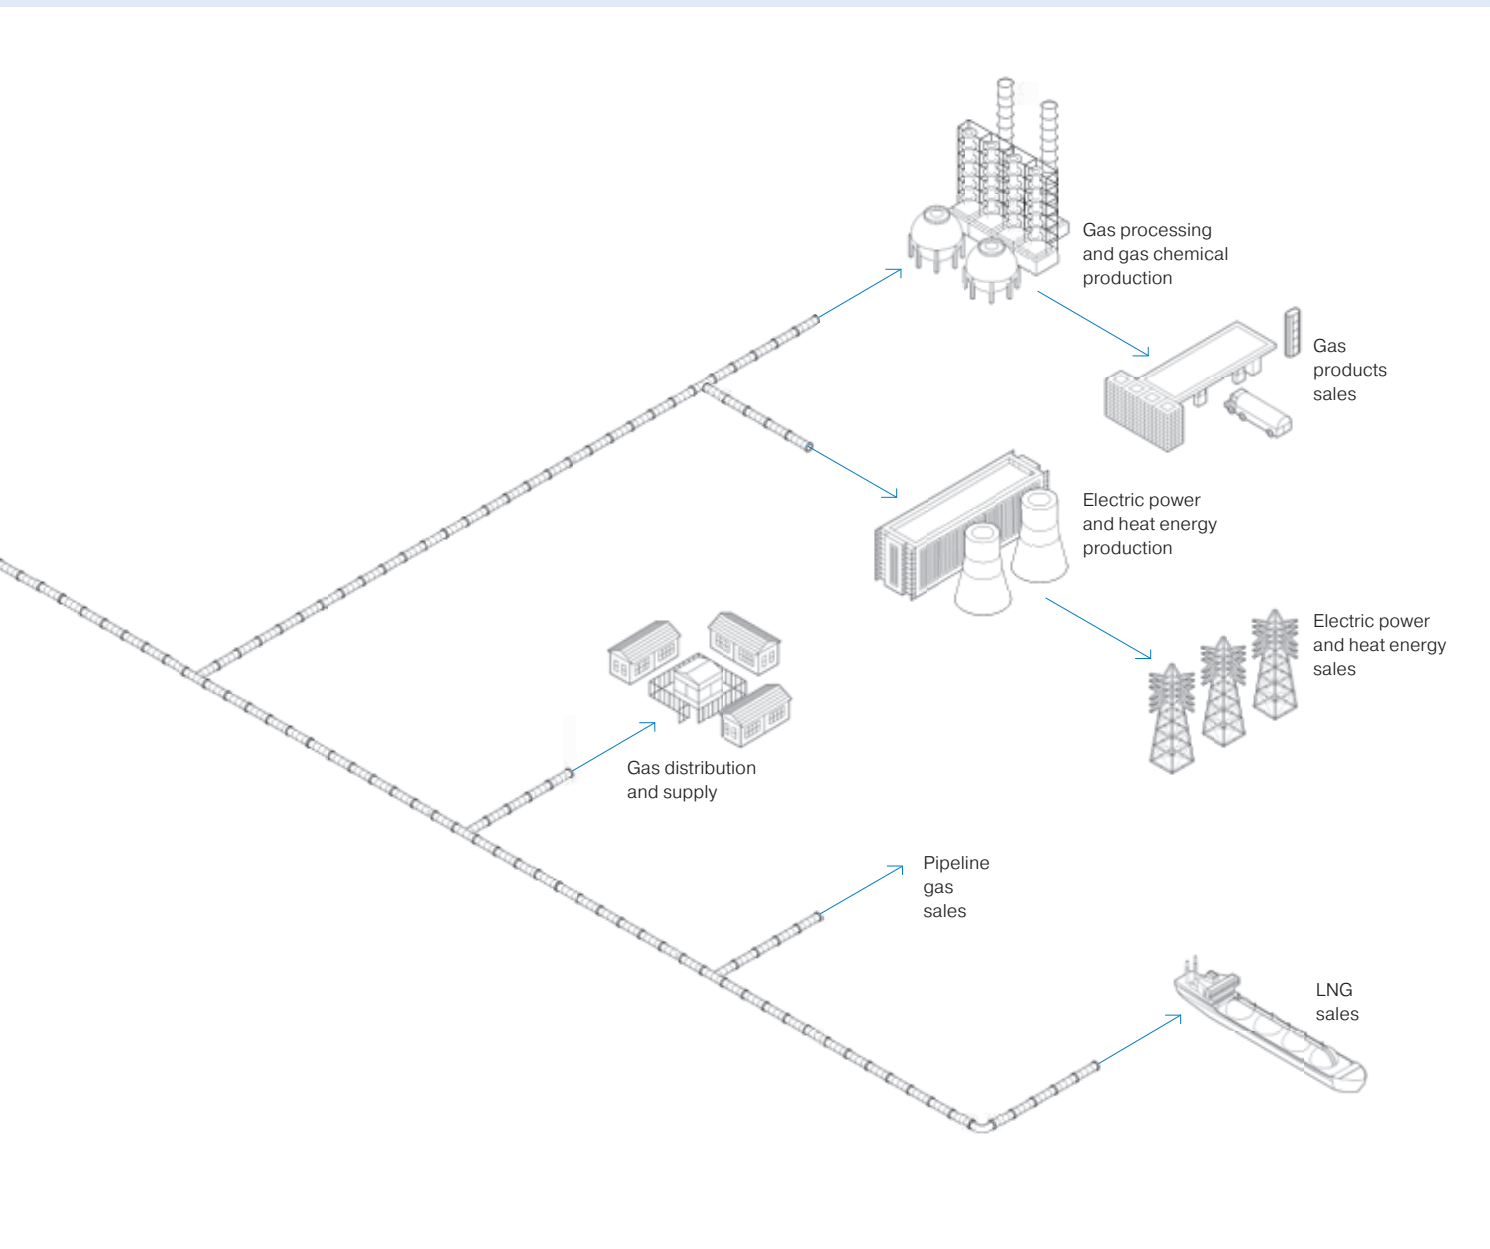 Gas processing
and gas chemical
production
Gas
products
sales
Electric power
and heat energy
production
Electric power
and heat energy
sales
Gas distribution
and supply
Pipeline
gas
sales
LNG
sales